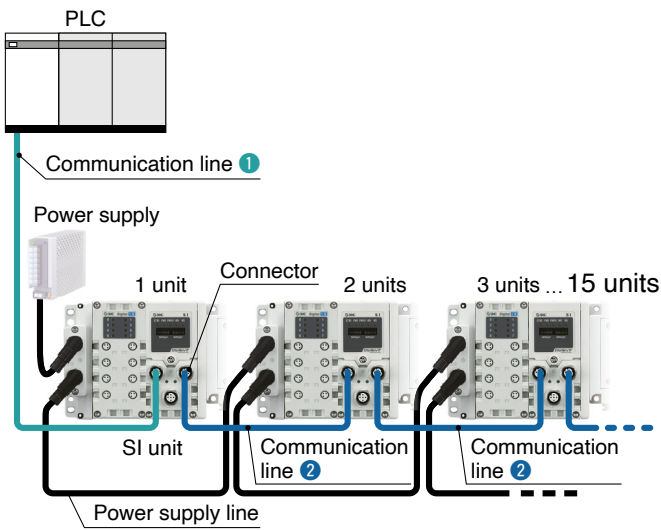 PLC
Communication line 1
Power supply
1 unit
Connector
2 units
3 units ... 15 units
SI unit
Communication
line 2
Communication
line 2
Power supply line